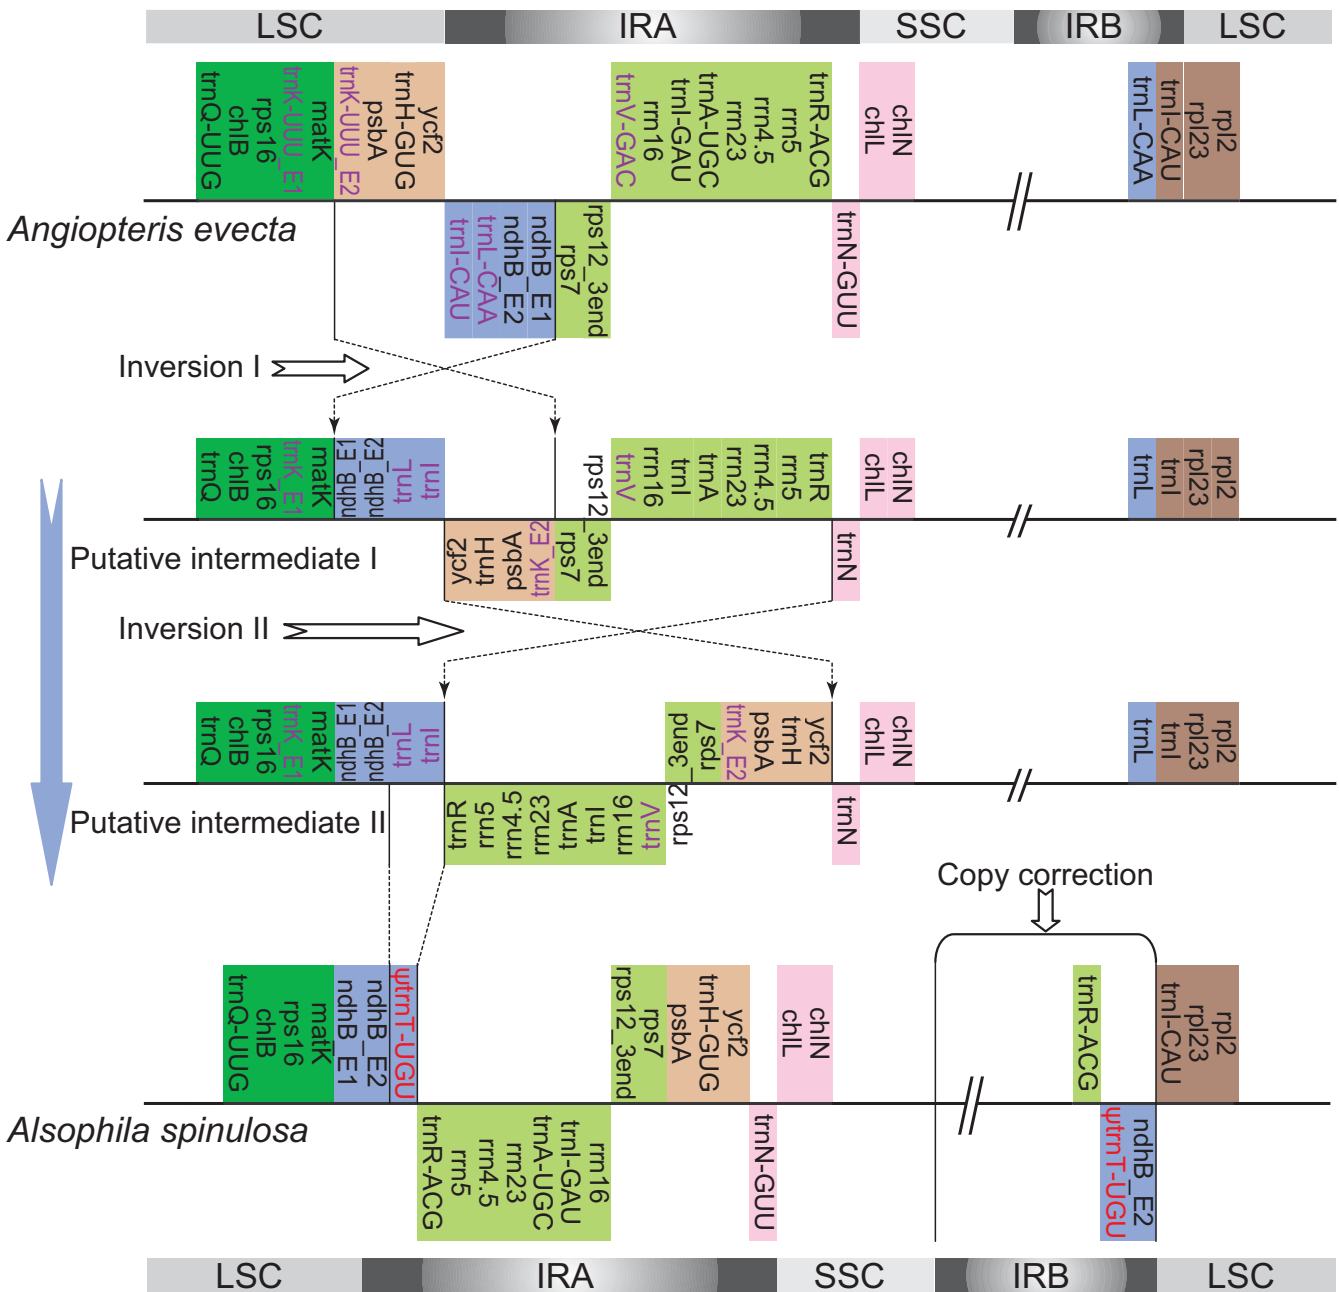 LSC IRA SSC IRB LSC
trnQ-UUG chlB rps16 trnK-UUU_E1 matK trnK-UUU_E2 psbA trnH-GUG ycf2 trnV-GAC rrn16 trnI-GAU trnA-UGC rrn23 rrn4.5 rrn5 trnR-ACG chlL chlN trnL-CAA trnI-CAU rpl23 rpl2
Angiopteris evecta
trnI-CAU trnL-CAA ndhB_E2 ndhB_E1 rps7 rps12_3end trnN-GUU
Inversion I
trnQ chlB rps16 trnK_E1 matK ndhB_E1 ndhB_E2 trnL trnI rps12_3end trnV rrn16 trnI trnA rrn23 rrn4.5 rrn5 trnR chlL chlN trnL trnI rpl23 rpl2
Putative intermediate I
ycf2 trnH psbA trnK_E2 rps7 trnN
Inversion II
trnQ chlB rps16 trnK_E1 matK ndhB_E1 ndhB_E2 trnL trnI rps12_3end rps7 trnK_E2 psbA trnH ycf2 chlL chlN trnL trnI rpl23 rpl2
Putative intermediate II
trnR rrn5 rrn4.5 rrn23 trnA trnI rrn16 trnV trnN
Copy correction
trnQ-UUG chlB rps16 matK ndhB_E1 ndhB_E2 ψtrnT-UGU rps12_3end rps7 psbA trnH-GUG ycf2 chlL chlN trnR-ACG trnI-CAU rpl23 rpl2
Alsophila spinulosa
trnR-ACG rrn5 rrn4.5 rrn23 trnA-UGC trnI-GAU rrn16 trnN-GUU ψtrnT-UGU ndhB_E2
LSC IRA SSC IRB LSC